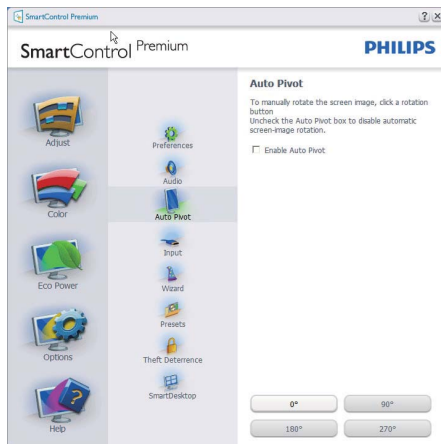 SmartControl Premium
? X
SmartControl Premium
PHILIPS
Adjust
Color
Eco Power
Options
Help
Preferences
Audio
Auto Pivot
Input
Wizard
Presets
Theft Deterrence
SmartDesktop
Auto Pivot
To manually rotate the screen image, click a rotation
button
Uncheck the Auto Pivot box to disable automatic
screen-image rotation.
Enable Auto Pivot
0°
90°
180°
270°